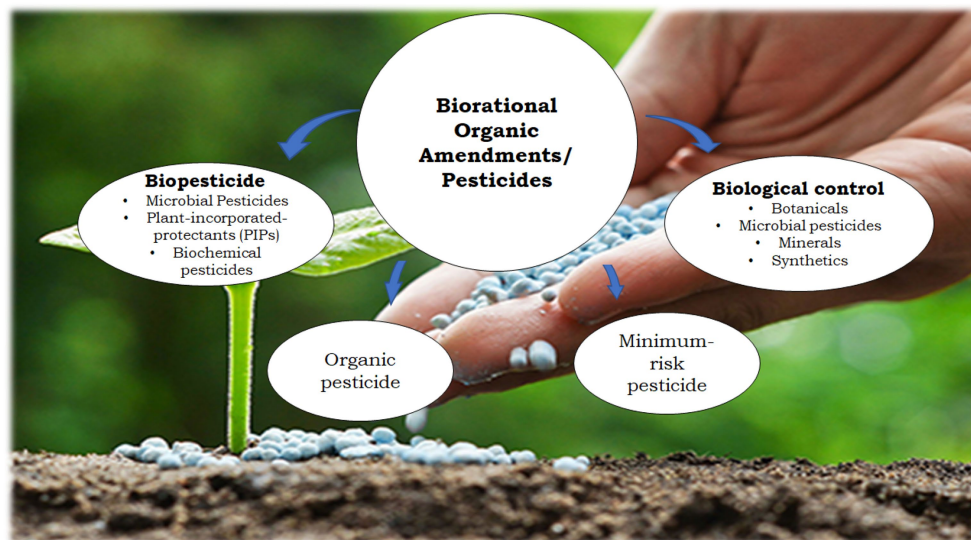 Biorational
Organic
Amendments/
Pesticides
Biopesticide
• Microbial Pesticides
• Plant-incorporated-
protectants (PIPs)
• Biochemical
pesticides
Biological control
• Botanicals
• Microbial pesticides
• Minerals
• Synthetics
Organic
pesticide
Minimum-
risk
pesticide